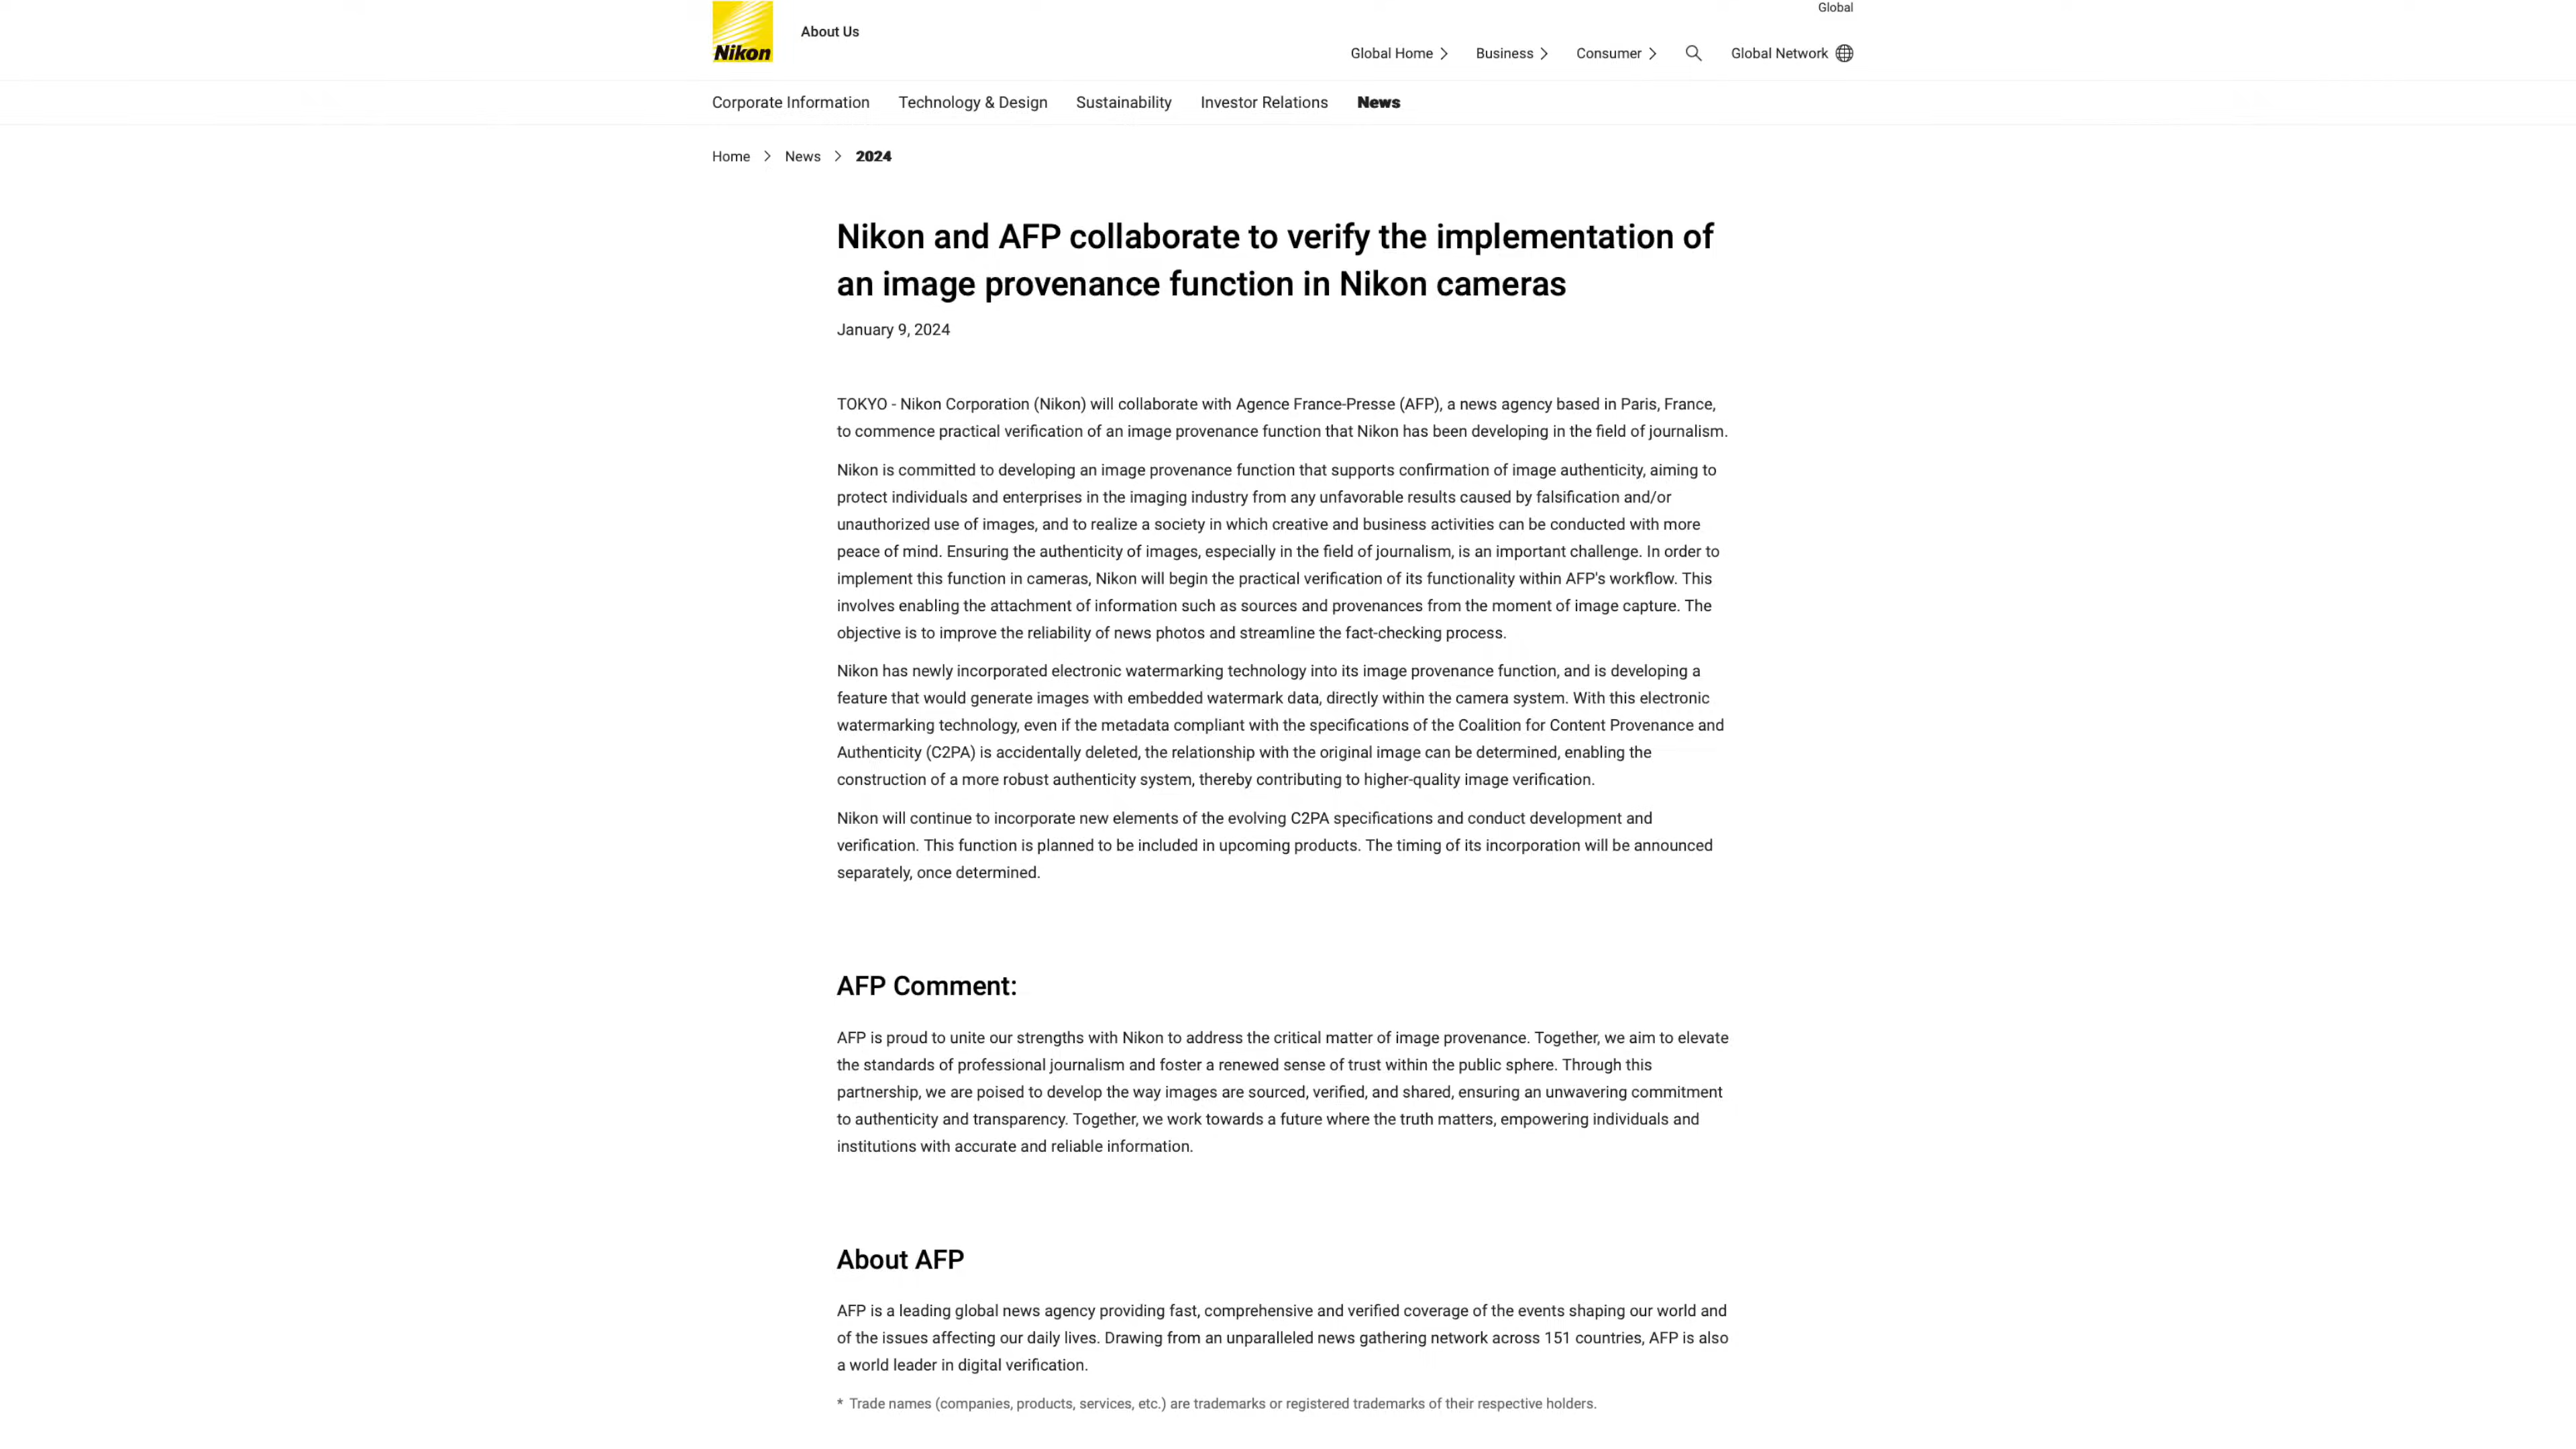 Global
Nikon
About Us
Global Home
Business
Consumer
Global Network
Corporate Information
Technology & Design
Sustainability
Investor Relations
News
Home
News
2024
Nikon and AFP collaborate to verify the implementation of
an image provenance function in Nikon cameras
January 9, 2024
TOKYO - Nikon Corporation (Nikon) will collaborate with Agence France-Presse (AFP), a news agency based in Paris, France,
to commence practical verification of an image provenance function that Nikon has been developing in the field of journalism.
Nikon is committed to developing an image provenance function that supports confirmation of image authenticity, aiming to
protect individuals and enterprises in the imaging industry from any unfavorable results caused by falsification and/or
unauthorized use of images, and to realize a society in which creative and business activities can be conducted with more
peace of mind. Ensuring the authenticity of images, especially in the field of journalism, is an important challenge. In order to
implement this function in cameras, Nikon will begin the practical verification of its functionality within AFP's workflow. This
involves enabling the attachment of information such as sources and provenances from the moment of image capture. The
objective is to improve the reliability of news photos and streamline the fact-checking process.
Nikon has newly incorporated electronic watermarking technology into its image provenance function, and is developing a
feature that would generate images with embedded watermark data, directly within the camera system. With this electronic
watermarking technology, even if the metadata compliant with the specifications of the Coalition for Content Provenance and
Authenticity (C2PA) is accidentally deleted, the relationship with the original image can be determined, enabling the
construction of a more robust authenticity system, thereby contributing to higher-quality image verification.
Nikon will continue to incorporate new elements of the evolving C2PA specifications and conduct development and
verification. This function is planned to be included in upcoming products. The timing of its incorporation will be announced
separately, once determined.
AFP Comment:
AFP is proud to unite our strengths with Nikon to address the critical matter of image provenance. Together, we aim to elevate
the standards of professional journalism and foster a renewed sense of trust within the public sphere. Through this
partnership, we are poised to develop the way images are sourced, verified, and shared, ensuring an unwavering commitment
to authenticity and transparency. Together, we work towards a future where the truth matters, empowering individuals and
institutions with accurate and reliable information.
About AFP
AFP is a leading global news agency providing fast, comprehensive and verified coverage of the events shaping our world and
of the issues affecting our daily lives. Drawing from an unparalleled news gathering network across 151 countries, AFP is also
a world leader in digital verification.
* Trade names (companies, products, services, etc.) are trademarks or registered trademarks of their respective holders.